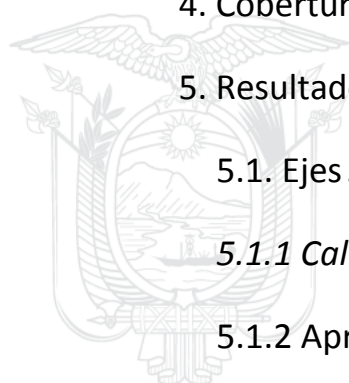 4. Cobertur
5. Resultad
5.1. Ejes
5.1.1 Cal
5.1.2 Apr